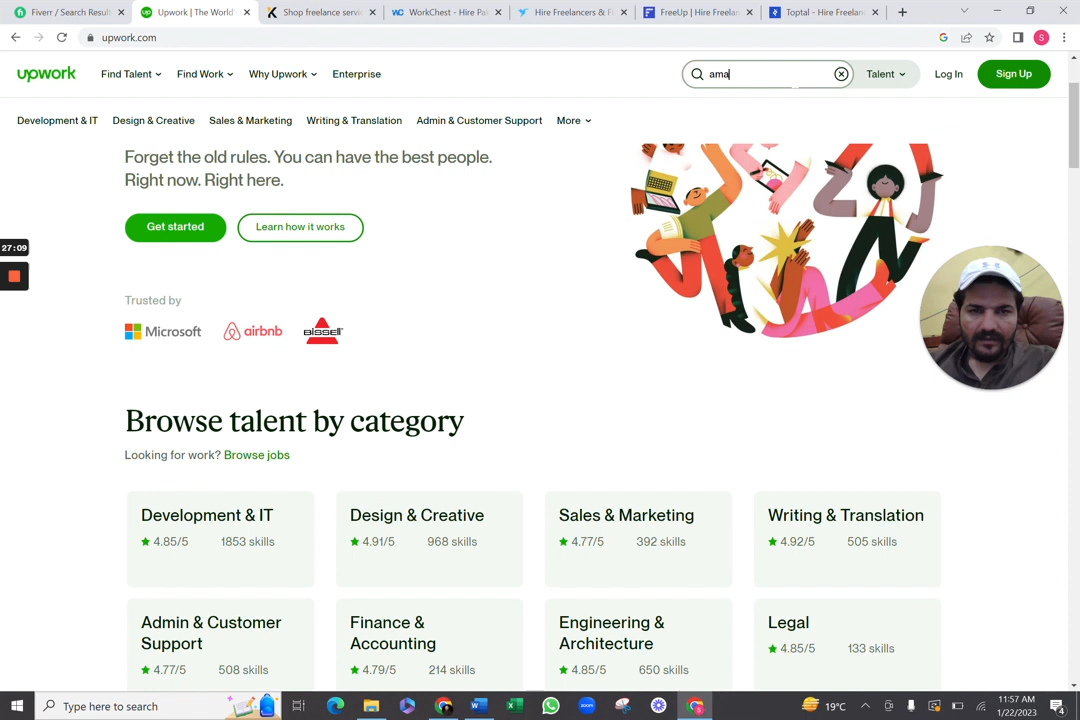 Fiverr / Search Result
Upwork | The World'
Shop freelance servi
WorkChest - Hire Pa
Hire Freelancers & F
FreeUp | Hire Freelan
Toptal - Hire Freelan
upwork.com
S
upwork
Find Talent
Find Work
Why Upwork
Enterprise
ama
Talent
Log In
Sign Up
Development & IT
Design & Creative
Sales & Marketing
Writing & Translation
Admin & Customer Support
More
Forget the old rules. You can have the best people.
Right now. Right here.
Get started
Learn how it works
27:09
Trusted by
Microsoft
airbnb
BISSELL
Browse talent by category
Looking for work? Browse jobs
Development & IT
4.85/5 1853 skills
Design & Creative
4.91/5 968 skills
Sales & Marketing
4.77/5 392 skills
Writing & Translation
4.92/5 505 skills
Admin & Customer
Support
4.77/5 508 skills
Finance &
Accounting
4.79/5 214 skills
Engineering &
Architecture
4.85/5 650 skills
Legal
4.85/5 133 skills
Type here to search
19°C
11:57 AM
1/22/2023
4